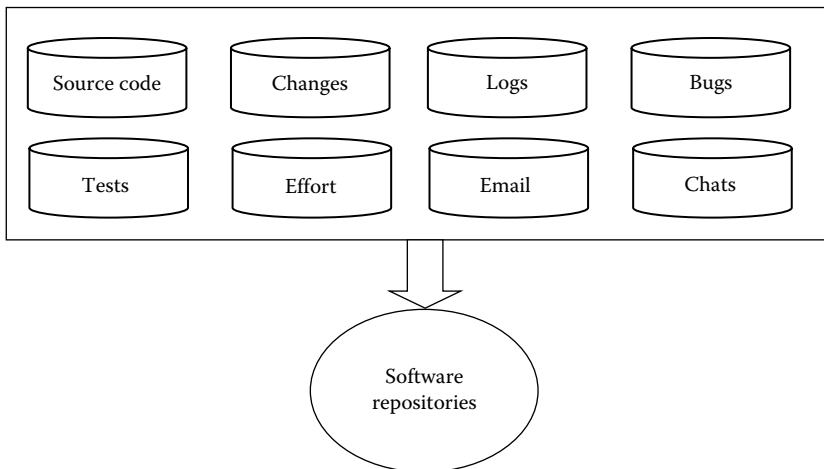 Source code
Changes
Logs
Bugs
Tests
Effort
Email
Chats
Software
repositories